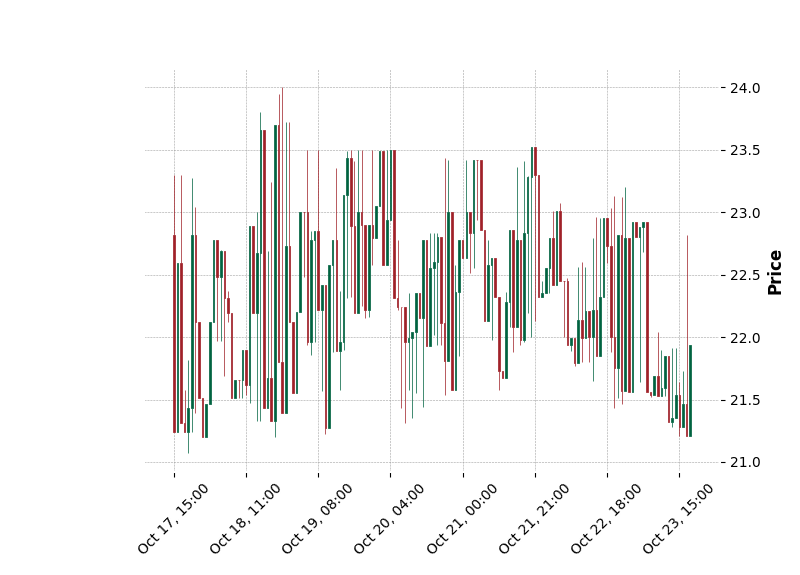 24.0
23.5
23.0
22.5
22.0
21.5
21.0
Price
Oct 17, 15:00
Oct 18, 11:00
Oct 19, 08:00
Oct 20, 04:00
Oct 21, 00:00
Oct 21, 21:00
Oct 22, 18:00
Oct 23, 15:00